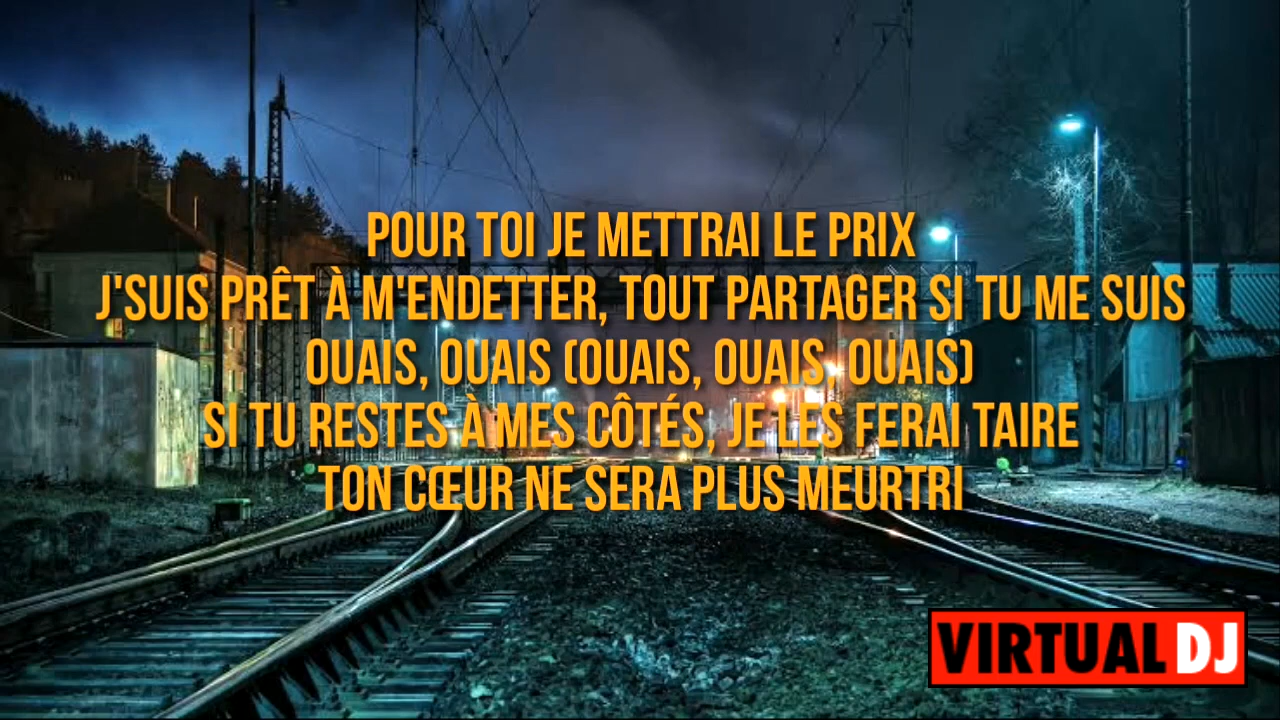 POUR TOI JE METTRAI LE PRIX
J'SUIS PRÊT À M'ENDETTER, TOUT PARTAGER SI TU ME SUIS
OUAIS, OUAIS (OUAIS, OUAIS, OUAIS)
SI TU RESTES À MES CÔTÉS, JE LES FERAI TAIRE
TON CŒUR NE SERA PLUS MEURTRI
VIRTUAL DJ